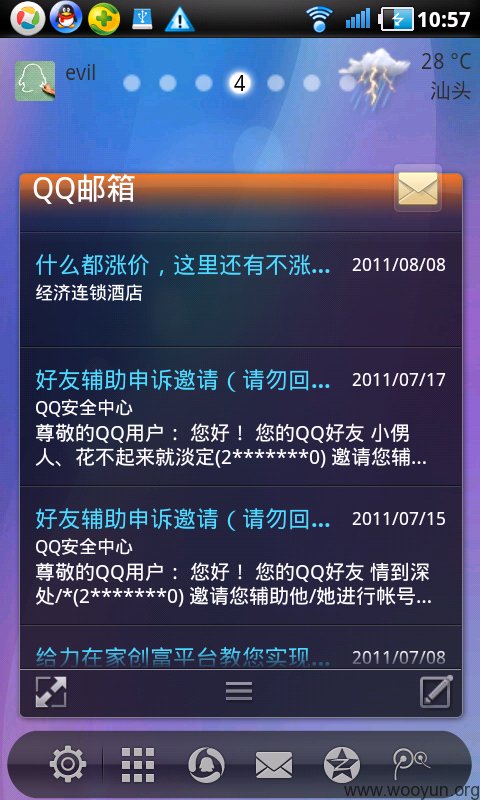 10:57
evil
4
28 °C
汕头
QQ邮箱
什么都涨价，这里还有不涨... 2011/08/08
经济连锁酒店
好友辅助申诉邀请（请勿回... 2011/07/17
QQ安全中心
尊敬的QQ用户： 您好！ 您的QQ好友 小侽
人、花不起来就淡定(2*******0) 邀请您辅...
好友辅助申诉邀请（请勿回... 2011/07/15
QQ安全中心
尊敬的QQ用户： 您好！ 您的QQ好友 情到深
处/*(2*******0) 邀请您辅助他/她进行帐号...
给力在家创富平台教您实现... 2011/07/08
www.wooyun.org